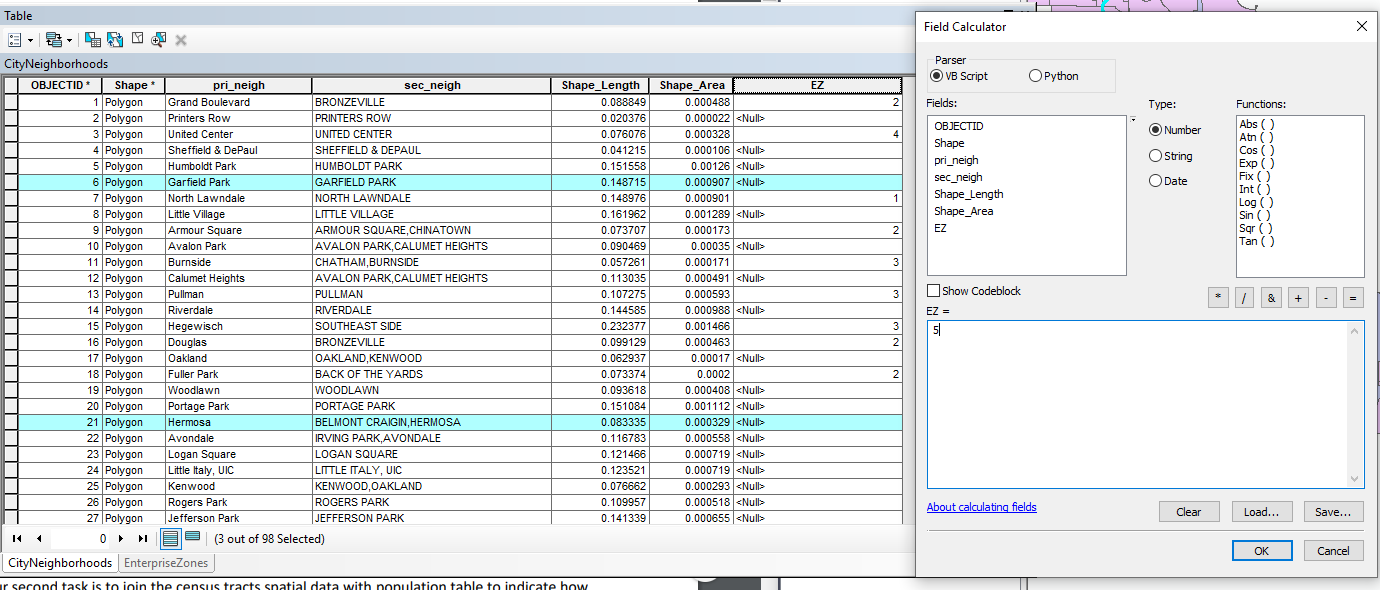 Table
CityNeighborhoods
OBJECTID * Shape * pri_neigh sec_neigh Shape_Length Shape_Area EZ
1 Polygon Grand Boulevard BRONZEVILLE 0.088849 0.000488 2
2 Polygon Printers Row PRINTERS ROW 0.020376 0.000022 <Null>
3 Polygon United Center UNITED CENTER 0.076076 0.000328 4
4 Polygon Sheffield & DePaul SHEFFIELD & DEPAUL 0.041215 0.000106 <Null>
5 Polygon Humboldt Park HUMBOLDT PARK 0.151558 0.00126 <Null>
6 Polygon Garfield Park GARFIELD PARK 0.148715 0.000907 <Null>
7 Polygon North Lawndale NORTH LAWNDALE 0.148976 0.000901 1
8 Polygon Little Village LITTLE VILLAGE 0.161962 0.001289 <Null>
9 Polygon Armour Square ARMOUR SQUARE,CHINATOWN 0.073707 0.000173 2
10 Polygon Avalon Park AVALON PARK,CALUMET HEIGHTS 0.090469 0.00035 <Null>
11 Polygon Burnside CHATHAM,BURNSIDE 0.057261 0.000171 3
12 Polygon Calumet Heights AVALON PARK,CALUMET HEIGHTS 0.113035 0.000491 <Null>
13 Polygon Pullman PULLMAN 0.107275 0.000593 3
14 Polygon Riverdale RIVERDALE 0.144585 0.000988 <Null>
15 Polygon Hegewisch SOUTHEAST SIDE 0.232377 0.001466 3
16 Polygon Douglas BRONZEVILLE 0.099129 0.000463 2
17 Polygon Oakland OAKLAND,KENWOOD 0.062937 0.00017 <Null>
18 Polygon Fuller Park BACK OF THE YARDS 0.073374 0.0002 2
19 Polygon Woodlawn WOODLAWN 0.093618 0.000408 <Null>
20 Polygon Portage Park PORTAGE PARK 0.151084 0.001112 <Null>
21 Polygon Hermosa BELMONT CRAIGIN,HERMOSA 0.083335 0.000329 <Null>
22 Polygon Avondale IRVING PARK,AVONDALE 0.116783 0.000558 <Null>
23 Polygon Logan Square LOGAN SQUARE 0.121466 0.000719 <Null>
24 Polygon Little Italy, UIC LITTLE ITALY, UIC 0.123521 0.000719 <Null>
25 Polygon Kenwood KENWOOD,OAKLAND 0.076662 0.000293 <Null>
26 Polygon Rogers Park ROGERS PARK 0.109957 0.000518 <Null>
27 Polygon Jefferson Park JEFFERSON PARK 0.141339 0.000655 <Null>
0 (3 out of 98 Selected)
CityNeighborhoods EnterpriseZones
ur second task is to join the census tracts spatial data with population table to indicate how
Field Calculator
Parser
VB Script Python
Fields: Type: Functions:
OBJECTID
Shape
pri_neigh
sec_neigh
Shape_Length
Shape_Area
EZ
Number
String
Date
Abs ( )
Atn ( )
Cos ( )
Exp ( )
Fix ( )
Int ( )
Log ( )
Sin ( )
Sqr ( )
Tan ( )
Show Codeblock
* / & + - =
EZ =
5
About calculating fields
Clear Load... Save...
OK Cancel